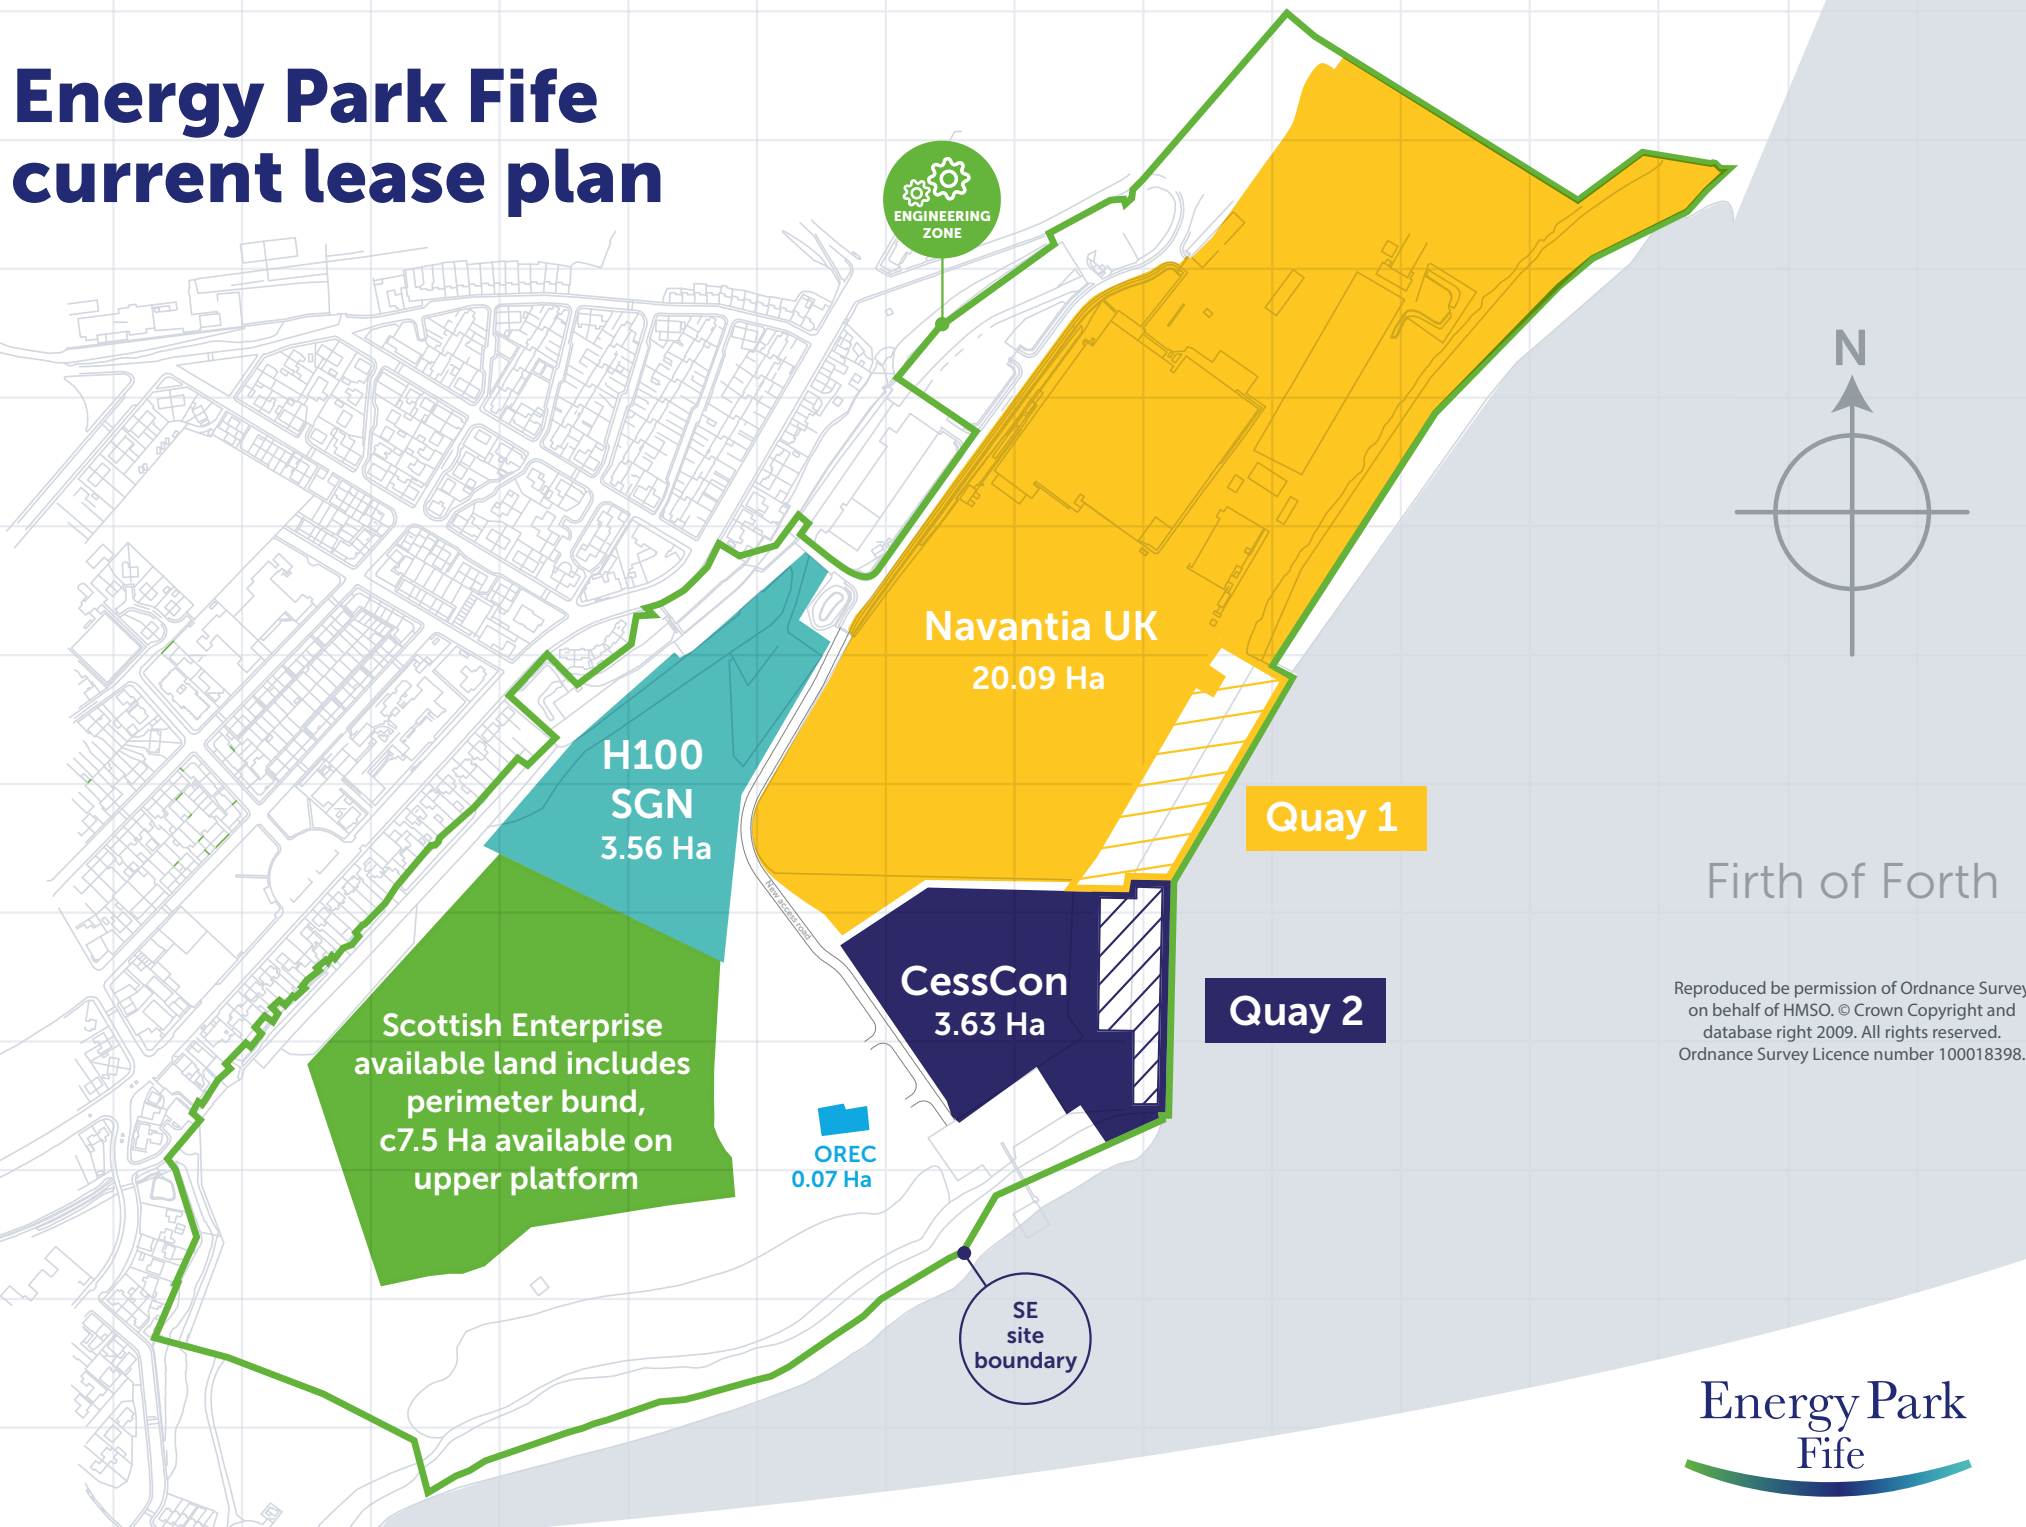 Energy Park Fife
current lease plan
ENGINEERING
ZONE
N
Navantia UK
20.09 Ha
H100
SGN
3.56 Ha
Quay 1
Firth of Forth
New access road
CessCon
3.63 Ha
Quay 2
Reproduced be permission of Ordnance Survey
on behalf of HMSO. © Crown Copyright and
database right 2009. All rights reserved.
Ordnance Survey Licence number 100018398.
Scottish Enterprise
available land includes
perimeter bund,
c7.5 Ha available on
upper platform
OREC
0.07 Ha
SE
site
boundary
Energy Park
Fife